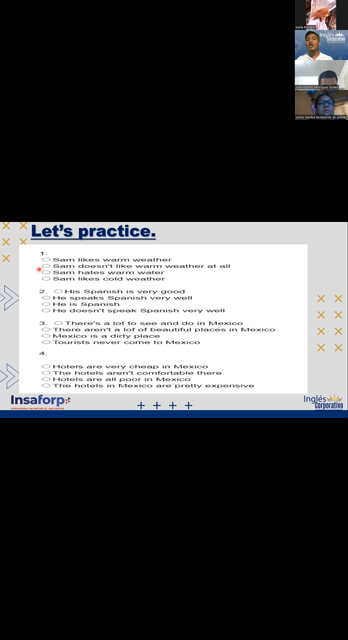 Inglés
Corporativo
Let's practice.
1.
Sam likes warm weather
Sam doesn't like warm weather at all
Sam hates warm water
Sam likes cold weather
2. His Spanish is very good
He speaks Spanish very well
He is Spanish
He doesn't speak Spanish very well
3. There's a lot to see and do in Mexico
There aren't a lot of beautiful places in Mexico
Mexico is a dirty place
Tourists never come to Mexico
4
Hotels are very cheap in Mexico
The hotels aren't comfortable there
Hotels are all poor in Mexico
The hotels in Mexico are pretty expensive
Insaforp
Inglés
Corporativo